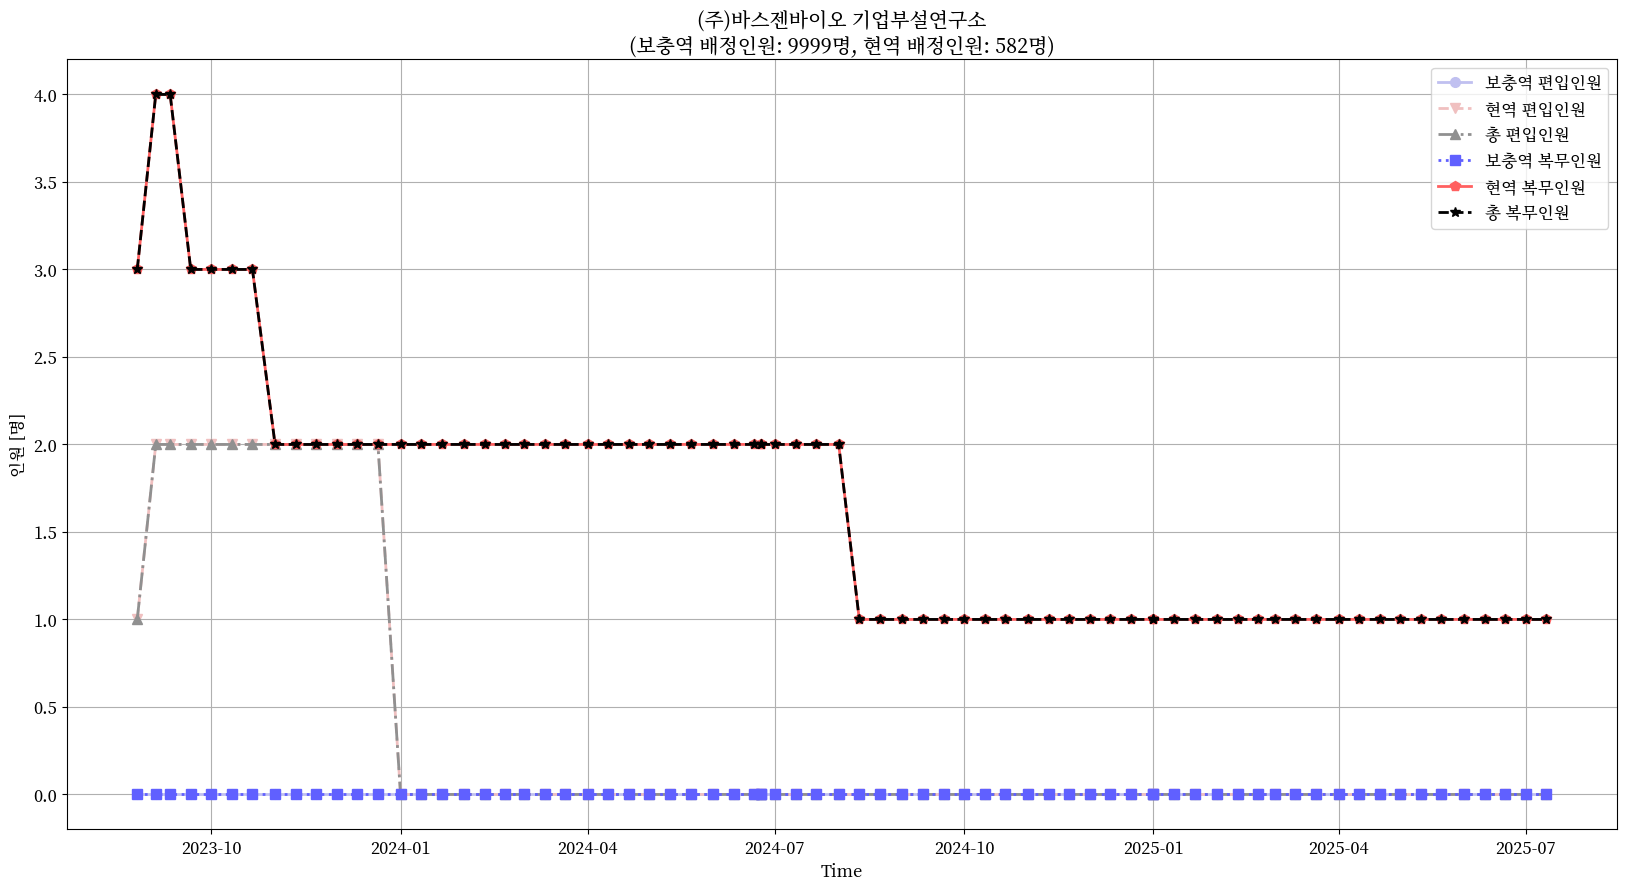 (주)바스젠바이오 기업부설연구소
(보충역 배정인원: 9999명, 현역 배정인원: 582명)
보충역 편입인원
현역 편입인원
총 편입인원
보충역 복무인원
현역 복무인원
총 복무인원
인원 [명]
4.0
3.5
3.0
2.5
2.0
1.5
1.0
0.5
0.0
2023-10
2024-01
2024-04
2024-07
2024-10
2025-01
2025-04
2025-07
Time